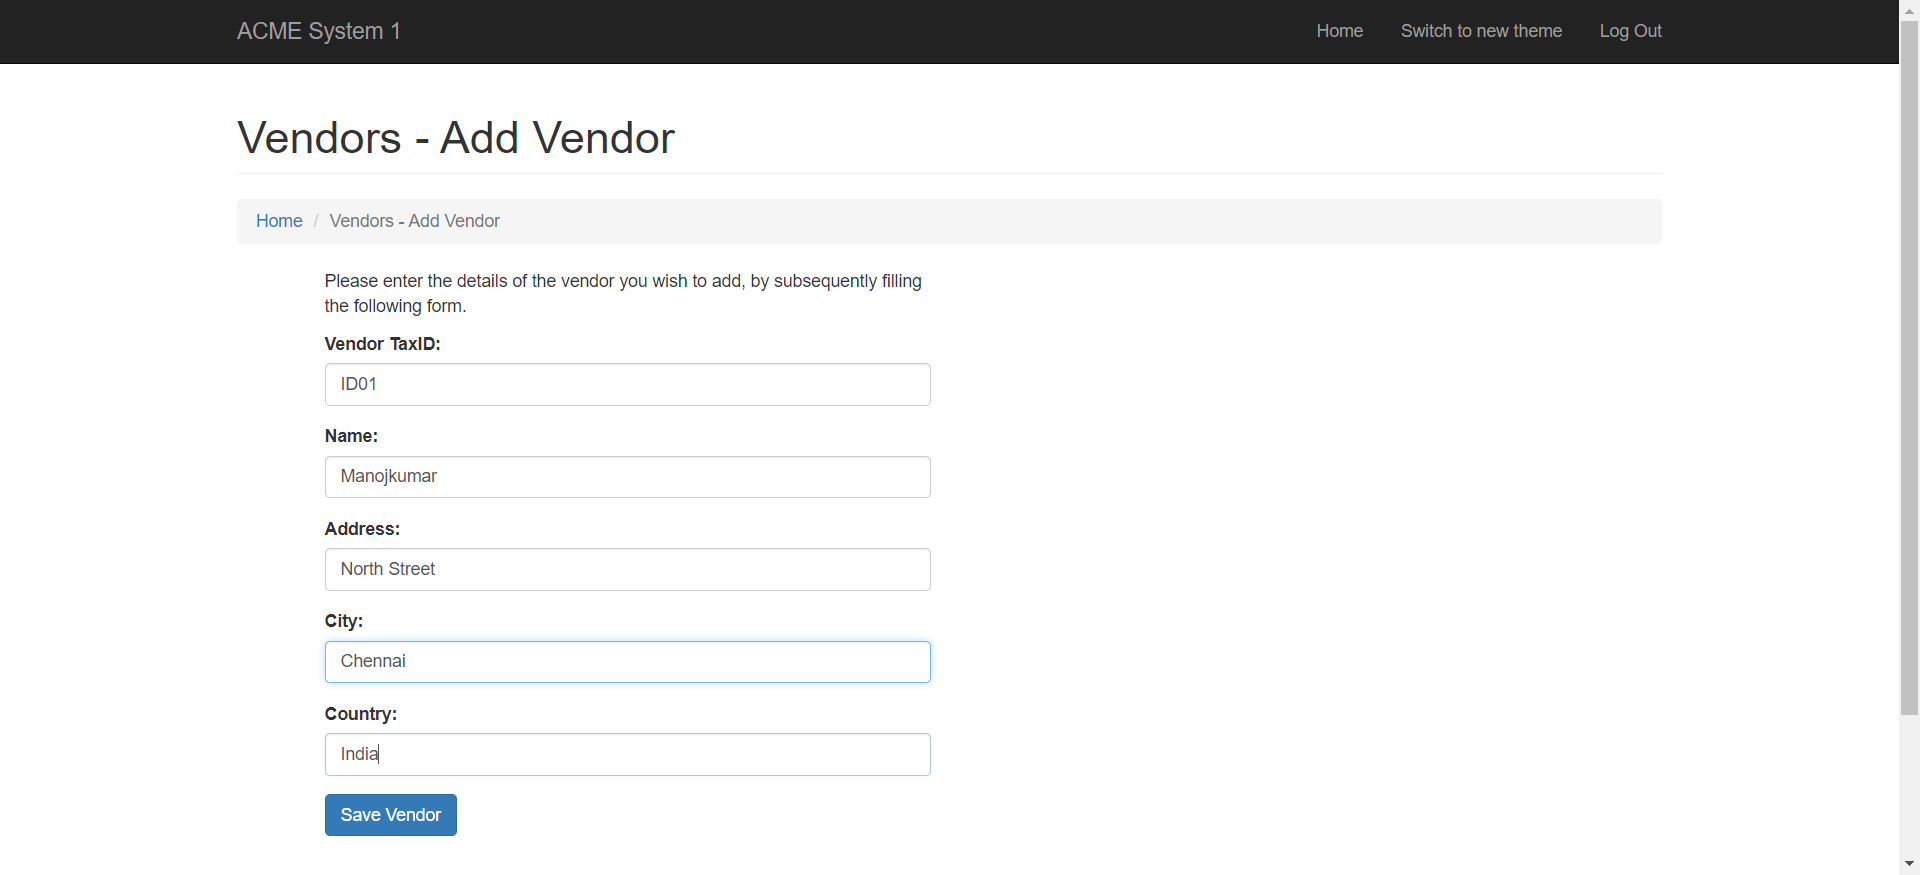 ACME System 1
Home
Switch to new theme
Log Out
Vendors - Add Vendor
Home / Vendors - Add Vendor
Please enter the details of the vendor you wish to add, by subsequently filling
the following form.
Vendor TaxID:
ID01
Name:
Manojkumar
Address:
North Street
City:
Chennai
Country:
India
Save Vendor